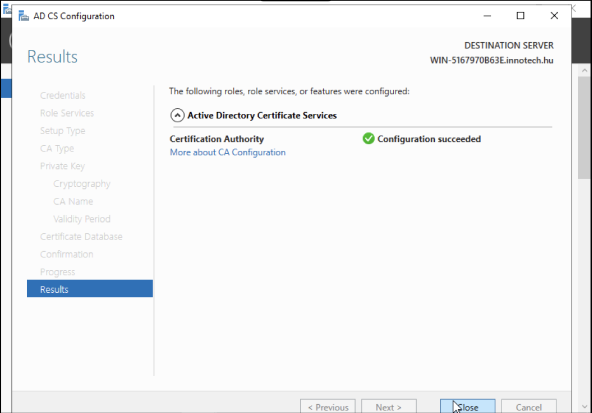 AD CS Configuration
Results
DESTINATION SERVER
WIN-5167970B63E.innotech.hu
Credentials
Role Services
Setup Type
CA Type
Private Key
Cryptography
CA Name
Validity Period
Certificate Database
Confirmation
Progress
Results
The following roles, role services, or features were configured:
Active Directory Certificate Services
Certification Authority
Configuration succeeded
More about CA Configuration
< Previous
Next >
Close
Cancel